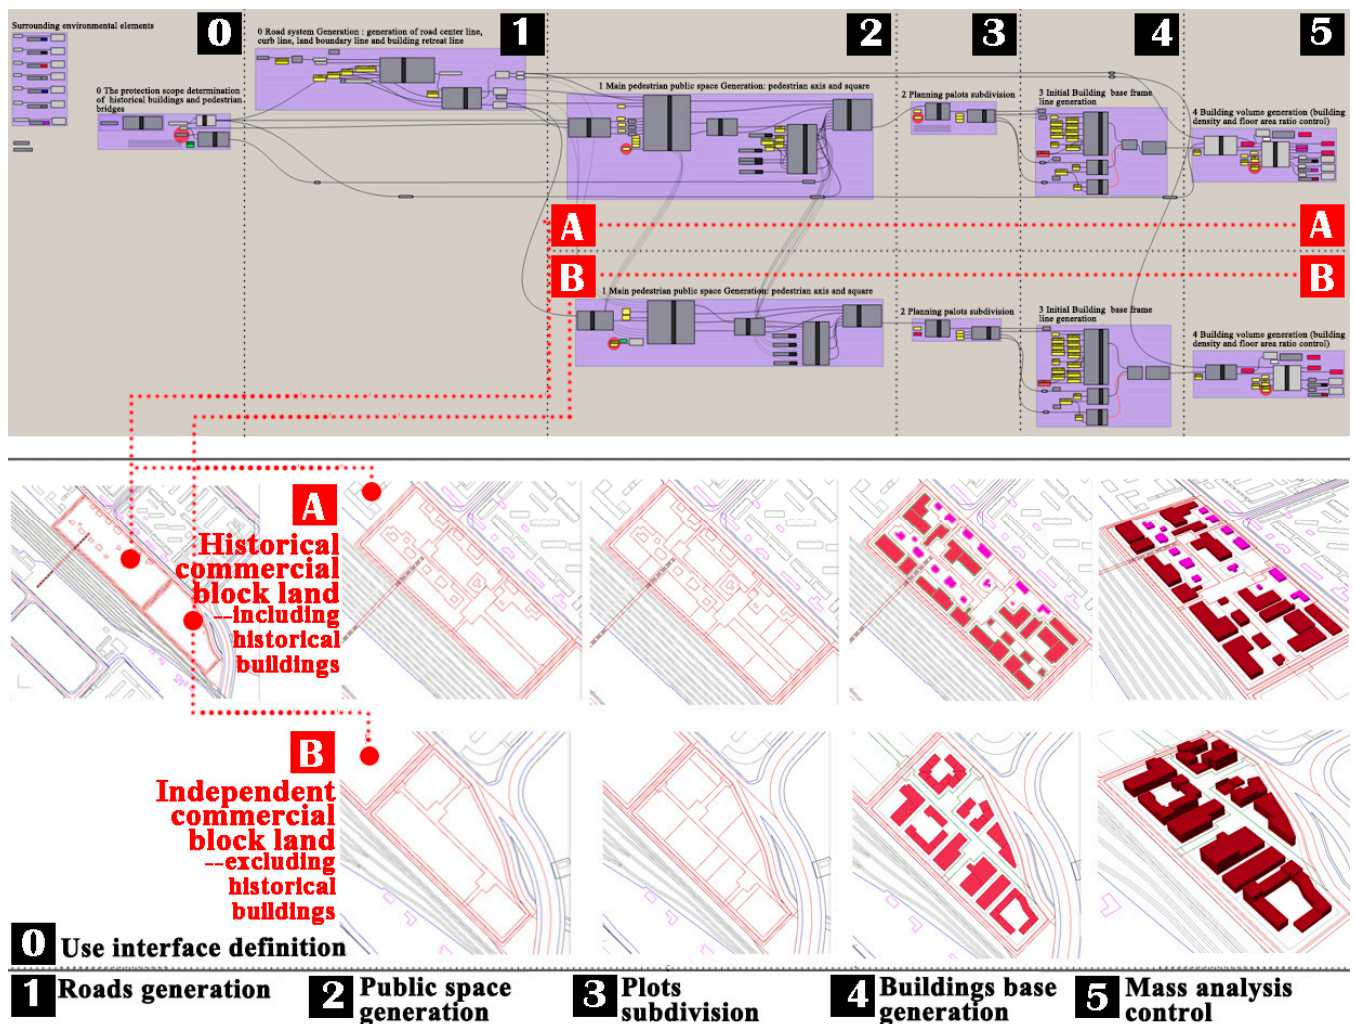 Surrounding environmental elements
0
0 Road system Generation : generation of road center line,
curb line, land boundary line and building retreat line
1
2
3
4
5
0 The protection scope determination
of historical buildings and pedestrian
bridges
1 Main pedestrian public space Generation: pedestrian axis and square
2 Planning palots subdivision
3 Initial Building base frame
line generation
4 Building volume generation (building
density and floor area ratio control)
A
A
B
B
1 Main pedestrian public space Generation: pedestrian axis and square
2 Planning palots subdivision
3 Initial Building base frame
line generation
4 Building volume generation (building
density and floor area ratio control)
A
Historical
commercial
block land
--including
historical
buildings
B
Independent
commercial
block land
--excluding
historical
buildings
0 Use interface definition
1 Roads generation
2 Public space
generation
3 Plots
subdivision
4 Buildings base
generation
5 Mass analysis
control